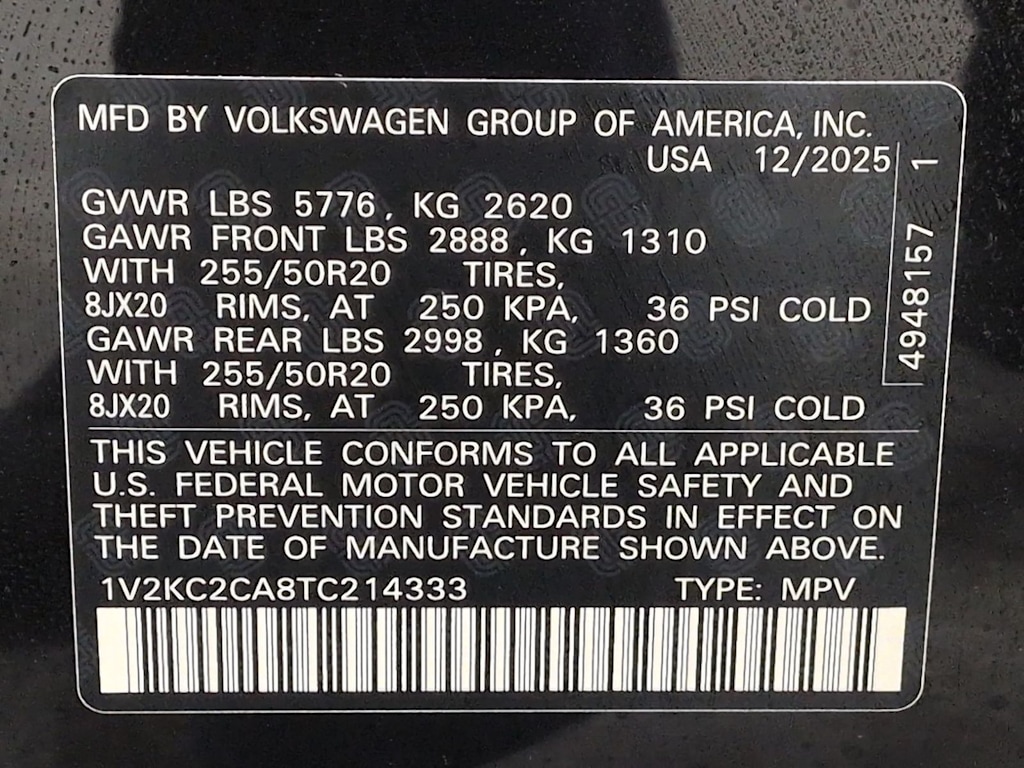 MFD BY VOLKSWAGEN GROUP OF AMERICA, INC.
USA 12/2025
GVWR LBS 5776, KG 2620
GAWR FRONT LBS 2888, KG 1310
WITH 255/50R20 TIRES,
8JX20 RIMS, AT 250 KPA, 36 PSI COLD
GAWR REAR LBS 2998, KG 1360
WITH 255/50R20 TIRES,
8JX20 RIMS, AT 250 KPA, 36 PSI COLD
4948157 1
THIS VEHICLE CONFORMS TO ALL APPLICABLE
U.S. FEDERAL MOTOR VEHICLE SAFETY AND
THEFT PREVENTION STANDARDS IN EFFECT ON
THE DATE OF MANUFACTURE SHOWN ABOVE.
1V2KC2CA8TC214333 TYPE: MPV